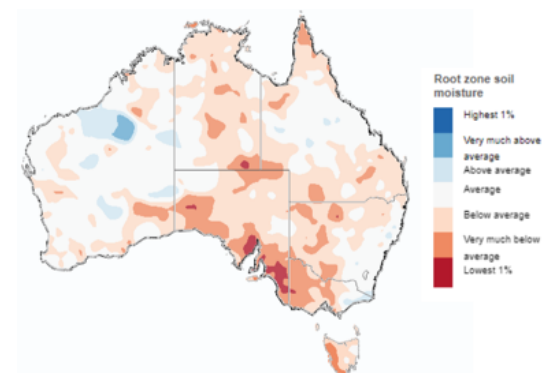 Root zone soil
moisture
Highest 1%
Very much above
average
Above average
Average
Below average
Very much below
average
Lowest 1%